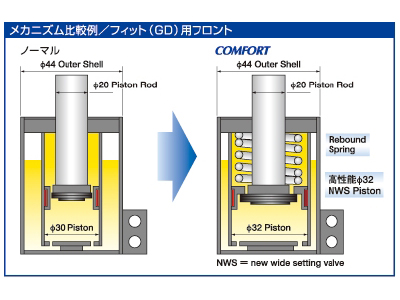 メカニズム比較例／フィット（GD）用フロント
ノーマル
φ44 Outer Shell
φ20 Piston Rod
φ30 Piston
COMFORT
φ44 Outer Shell
φ20 Piston Rod
Rebound
Spring
高性能φ32
NWS Piston
φ32 Piston
NWS ＝ new wide setting valve